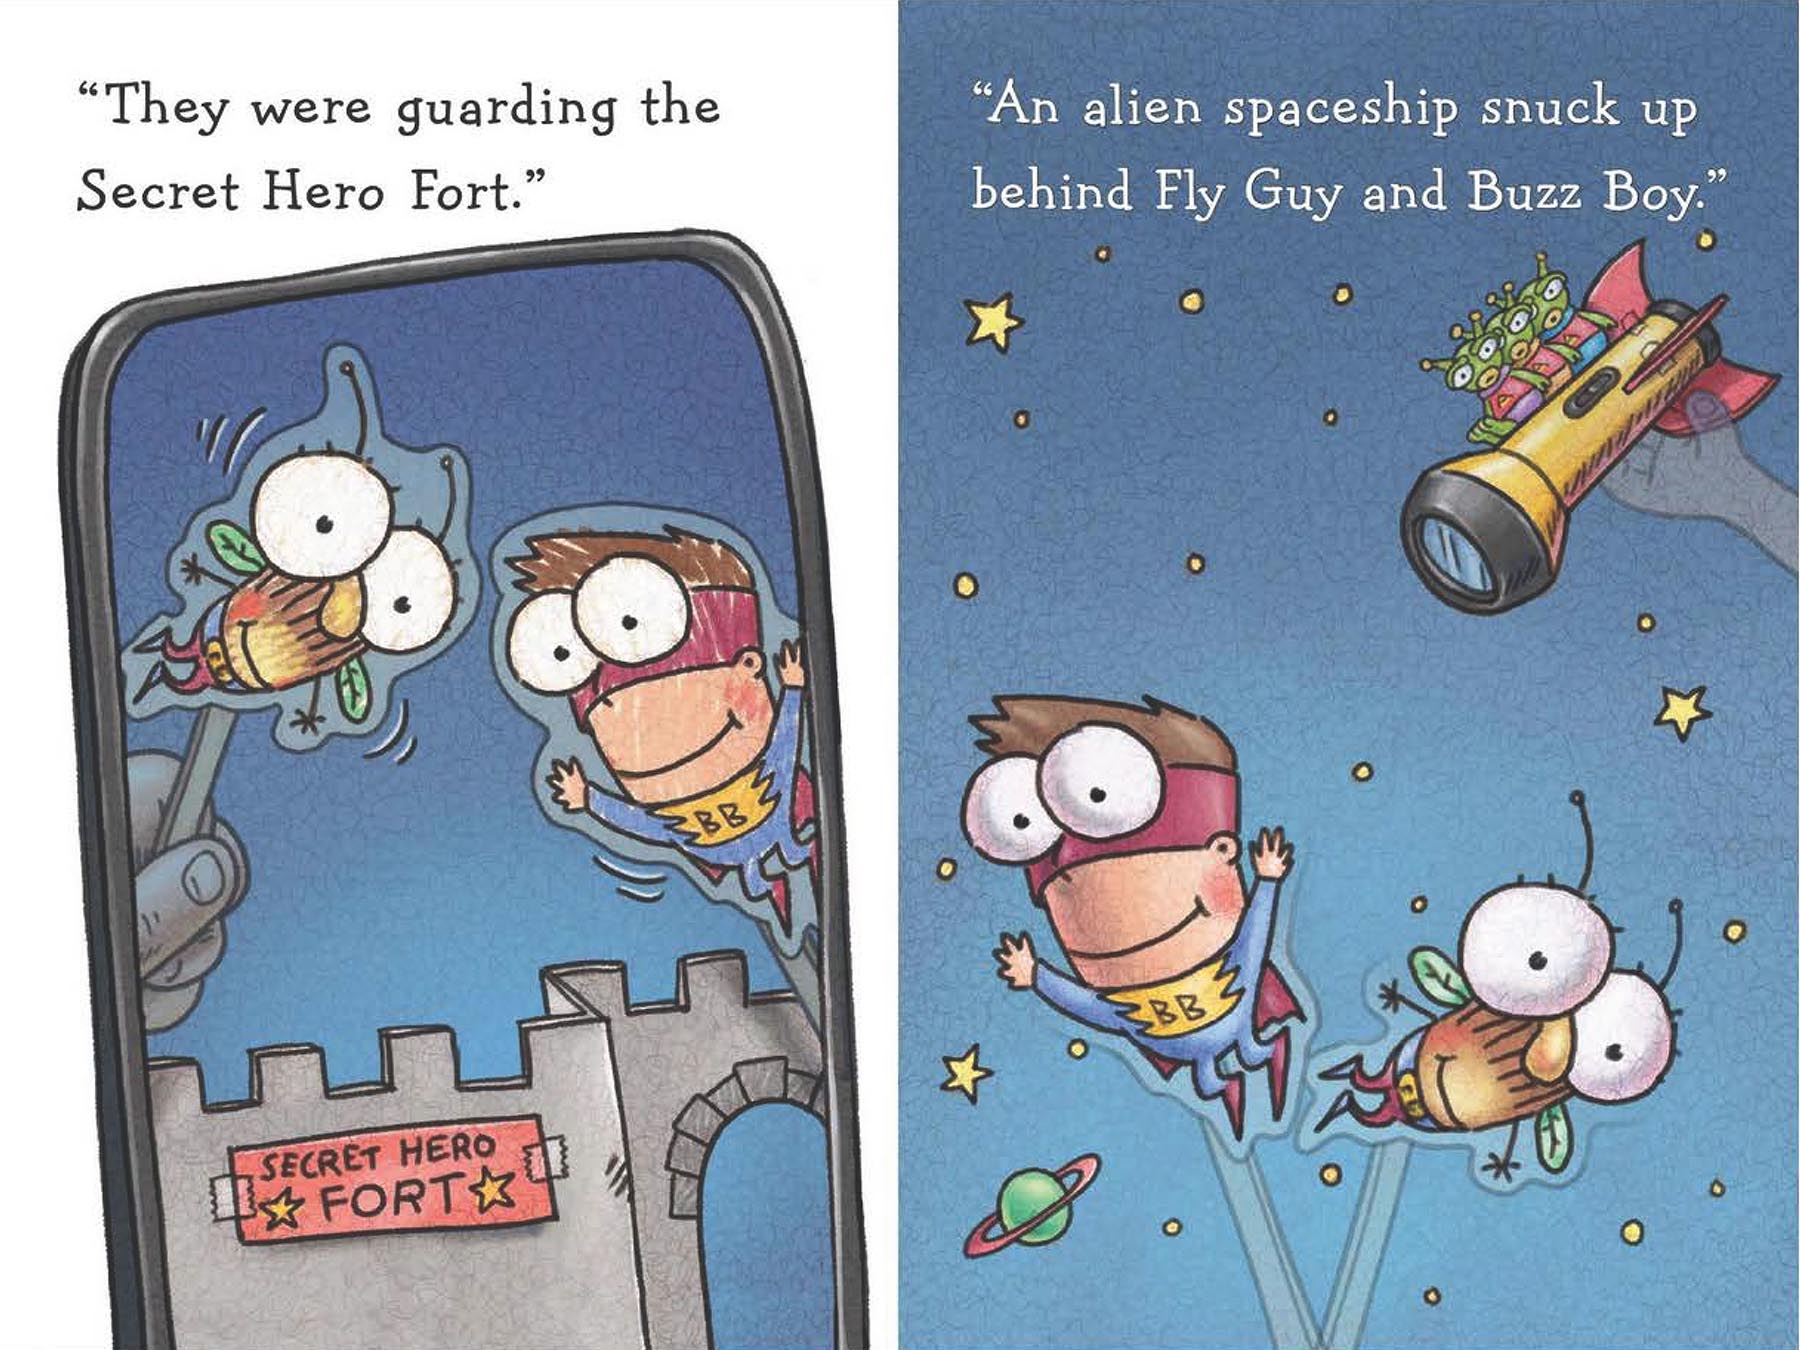 “They were guarding the
Secret Hero Fort.”
BB
SECRET HERO
FORT
“An alien spaceship snuck up
behind Fly Guy and Buzz Boy.”
BB